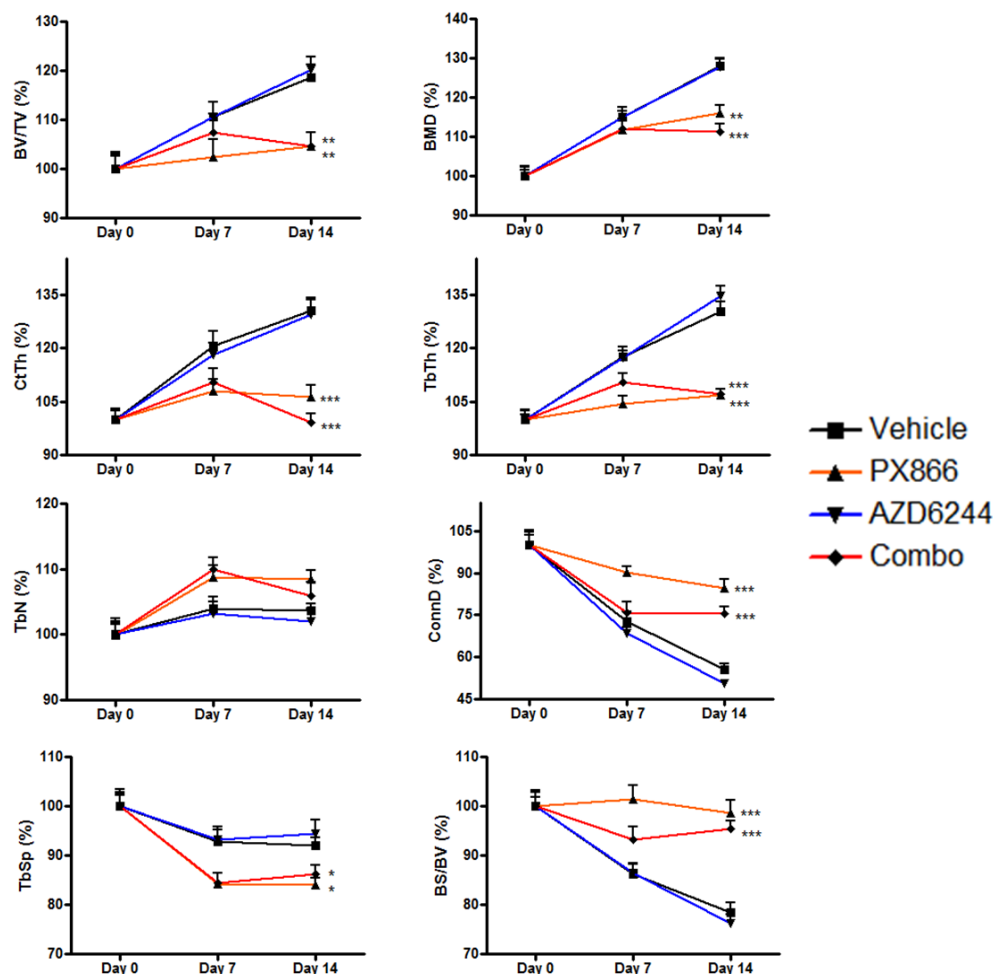 BV/TV (%)
130
120
110
100
90
Day 0 Day 7 Day 14
**
**
BMD (%)
140
130
120
110
100
90
Day 0 Day 7 Day 14
**
***
CtTh (%)
135
120
105
90
Day 0 Day 7 Day 14
***
***
TbTh (%)
135
120
105
90
Day 0 Day 7 Day 14
***
***
TbN (%)
120
110
100
90
Day 0 Day 7 Day 14
ConnD (%)
105
90
75
60
45
Day 0 Day 7 Day 14
***
***
TbSp (%)
110
100
90
80
70
Day 0 Day 7 Day 14
*
*
BS/BV (%)
110
100
90
80
70
Day 0 Day 7 Day 14
***
***
Vehicle
PX866
AZD6244
Combo